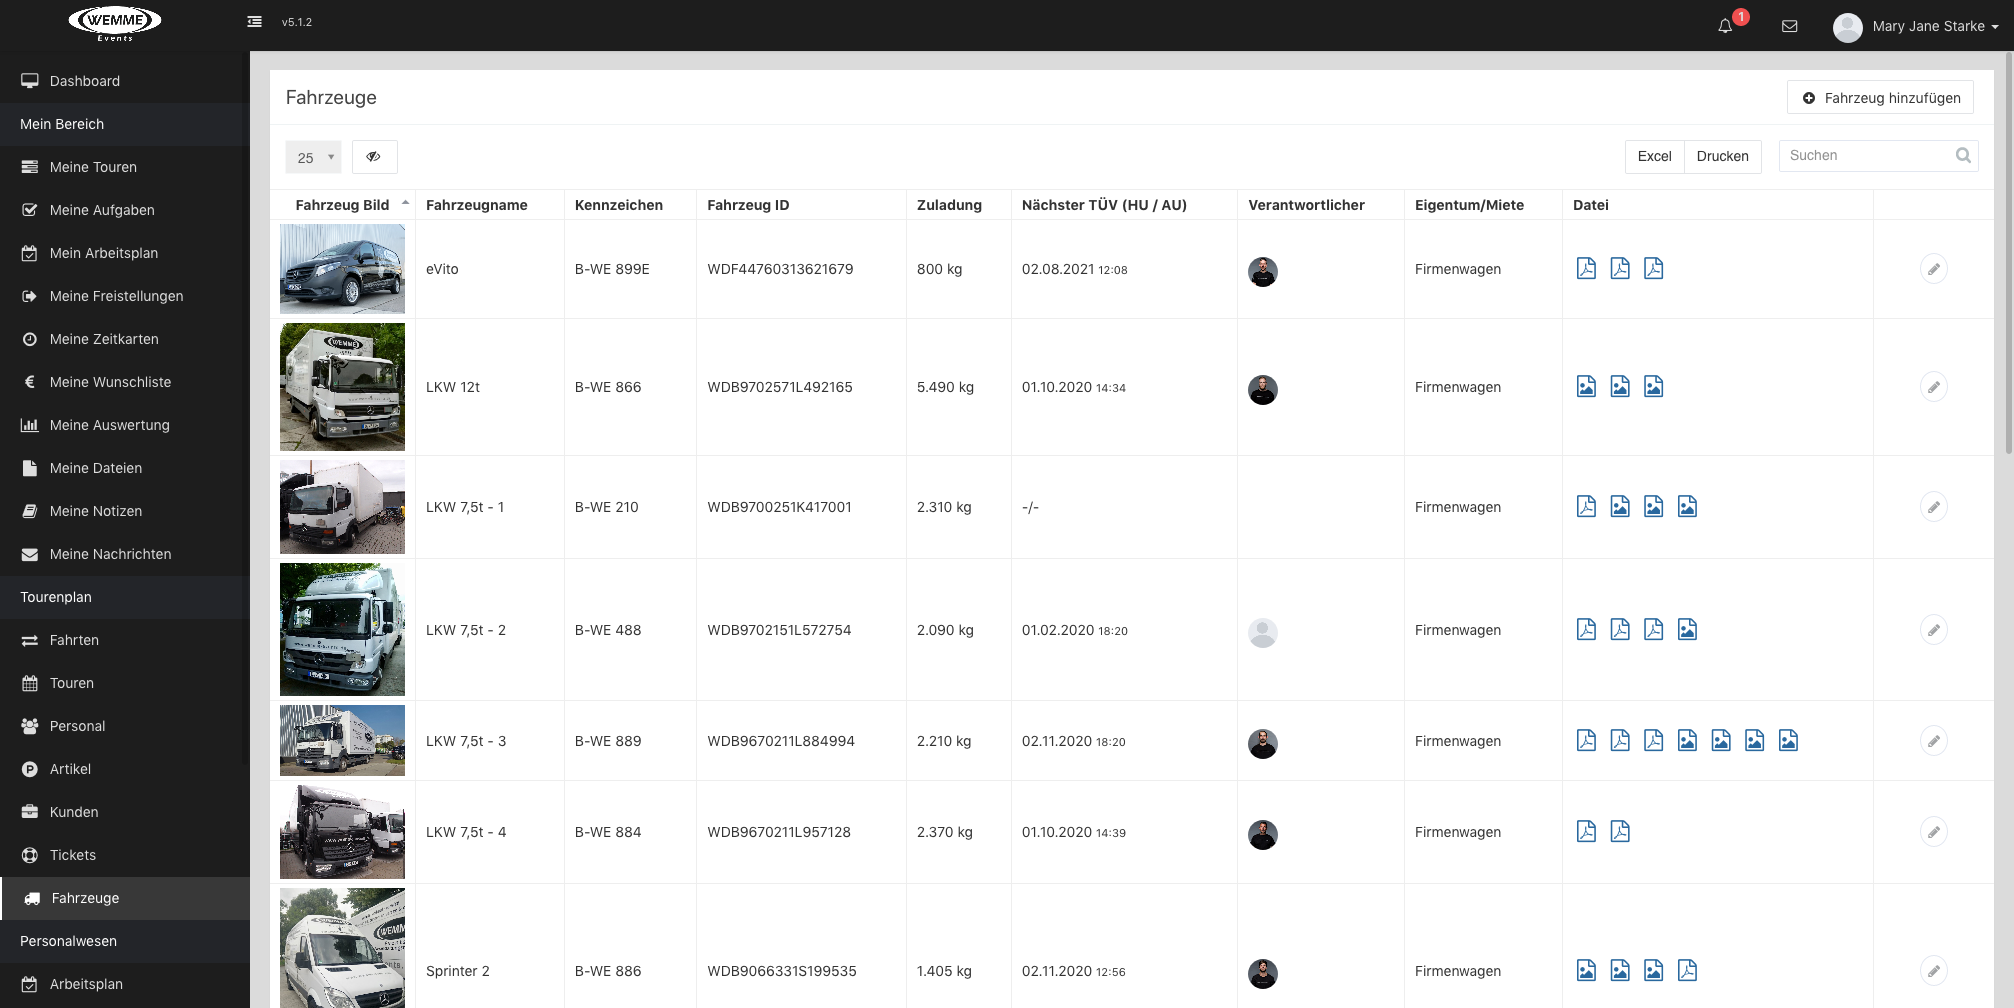 WEMME
Events
v5.1.2
1
Mary Jane Starke
Dashboard
Mein Bereich
Meine Touren
Meine Aufgaben
Mein Arbeitsplan
Meine Freistellungen
Meine Zeitkarten
Meine Wunschliste
Meine Auswertung
Meine Dateien
Meine Notizen
Meine Nachrichten
Tourenplan
Fahrten
Touren
Personal
Artikel
Kunden
Tickets
Fahrzeuge
Personalwesen
Arbeitsplan
Fahrzeuge
Fahrzeug hinzufügen
25
Excel Drucken Suchen
Fahrzeug Bild Fahrzeugname Kennzeichen Fahrzeug ID Zuladung Nächster TÜV (HU / AU) Verantwortlicher Eigentum/Miete Datei
eVito B-WE 899E WDF44760313621679 800 kg 02.08.2021 12:08 Firmenwagen
WEMME
LKW 12t B-WE 866 WDB9702571L492165 5.490 kg 01.10.2020 14:34 Firmenwagen
LKW 7,5t - 1 B-WE 210 WDB9700251K417001 2.310 kg -/- Firmenwagen
LKW 7,5t - 2 B-WE 488 WDB9702151L572754 2.090 kg 01.02.2020 18:20 Firmenwagen
LKW 7,5t - 3 B-WE 889 WDB9670211L884994 2.210 kg 02.11.2020 18:20 Firmenwagen
LKW 7,5t - 4 B-WE 884 WDB9670211L957128 2.370 kg 01.10.2020 14:39 Firmenwagen
WEMME
Sprinter 2 B-WE 886 WDB9066331S199535 1.405 kg 02.11.2020 12:56 Firmenwagen